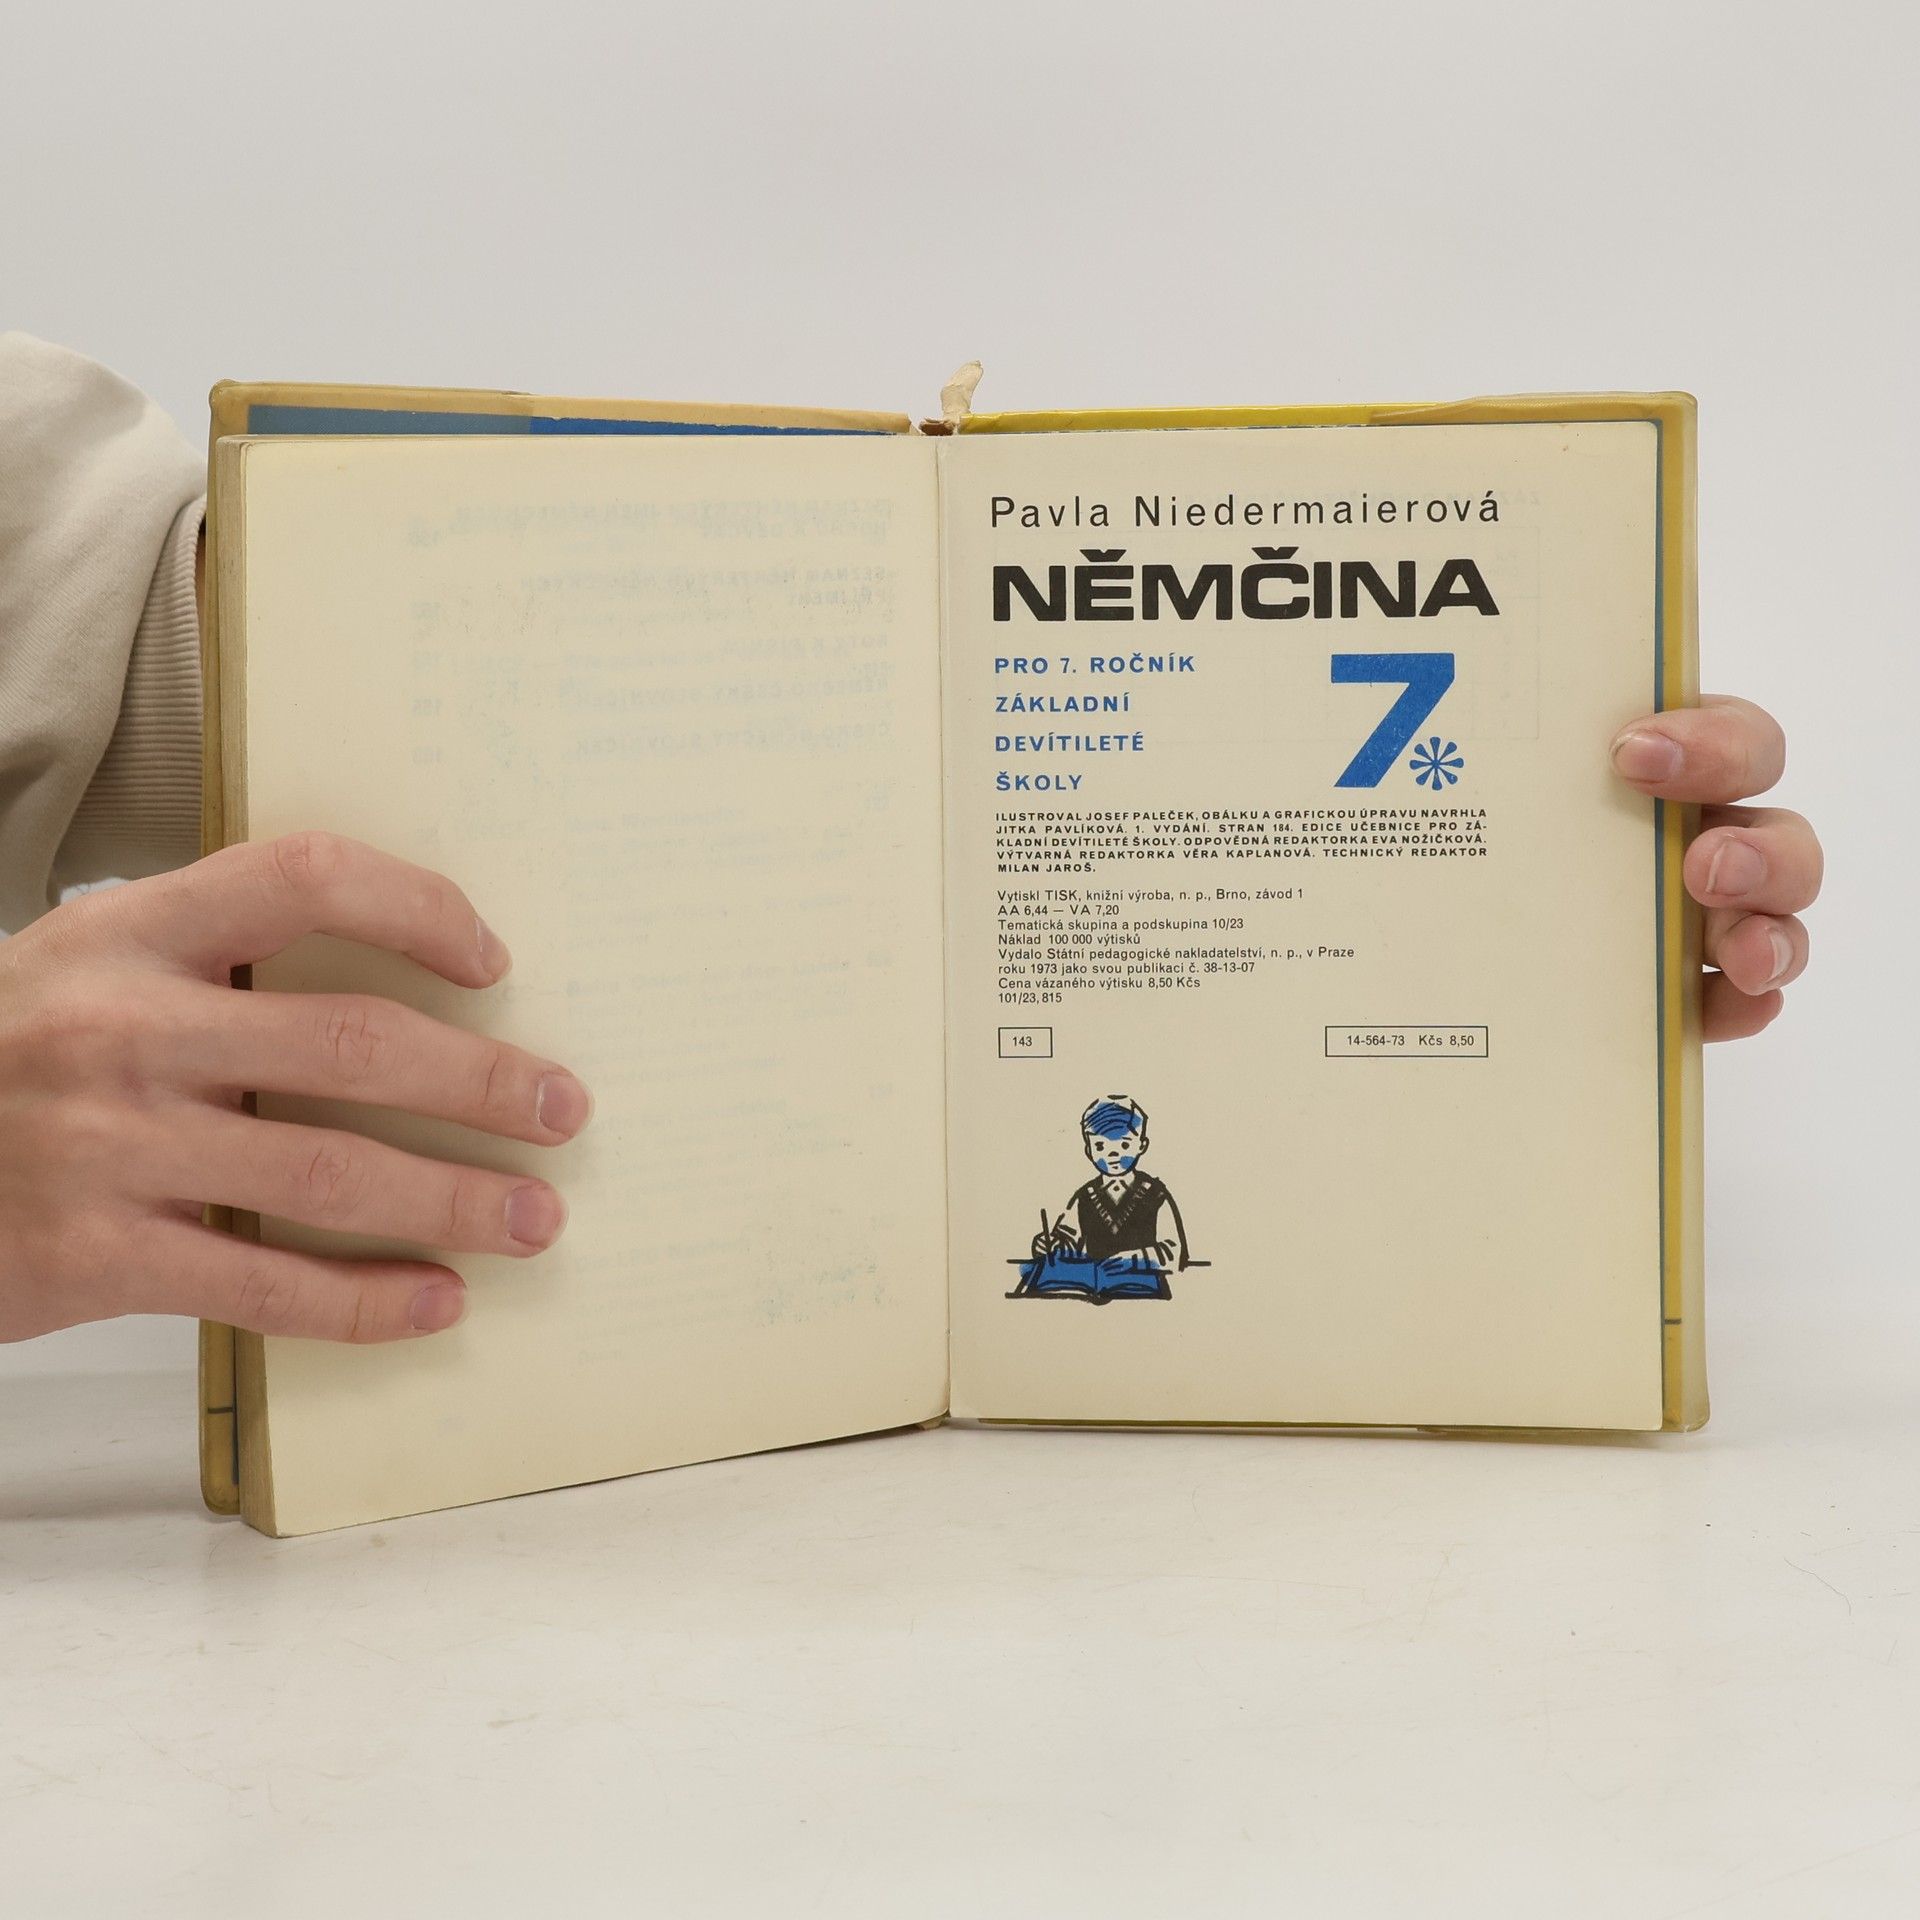 Pavla Niedermaierová
NĚMČINA
PRO 7. ROČNÍK
ZÁKLADNÍ
DEVÍTILETÉ
ŠKOLY
7
ILUSTROVAL JOSEF PALEČEK, OBÁLKU A GRAFICKOU ÚPRAVU NAVRHLA
JITKA PAVLÍKOVÁ. 1. VYDÁNÍ. STRAN 184. EDICE UČEBNICE PRO ZÁ-
KLADNÍ DEVÍTILETÉ ŠKOLY. ODPOVĚDNÁ REDAKTORKA EVA NOŽIČKOVÁ.
VÝTVARNÁ REDAKTORKA VĚRA KAPLANOVÁ. TECHNICKÝ REDAKTOR
MILAN JAROŠ.
Vytiskl TISK, knižní výroba, n. p., Brno, závod 1
AA 6,44 — VA 7,20
Tematická skupina a podskupina 10/23
Náklad 100 000 výtisků
Vydalo Státní pedagogické nakladatelství, n. p., v Praze
roku 1973 jako svou publikaci č. 38-13-07
Cena vázaného výtisku 8,50 Kčs
101/23,815
143
14-564-73 Kčs 8,50